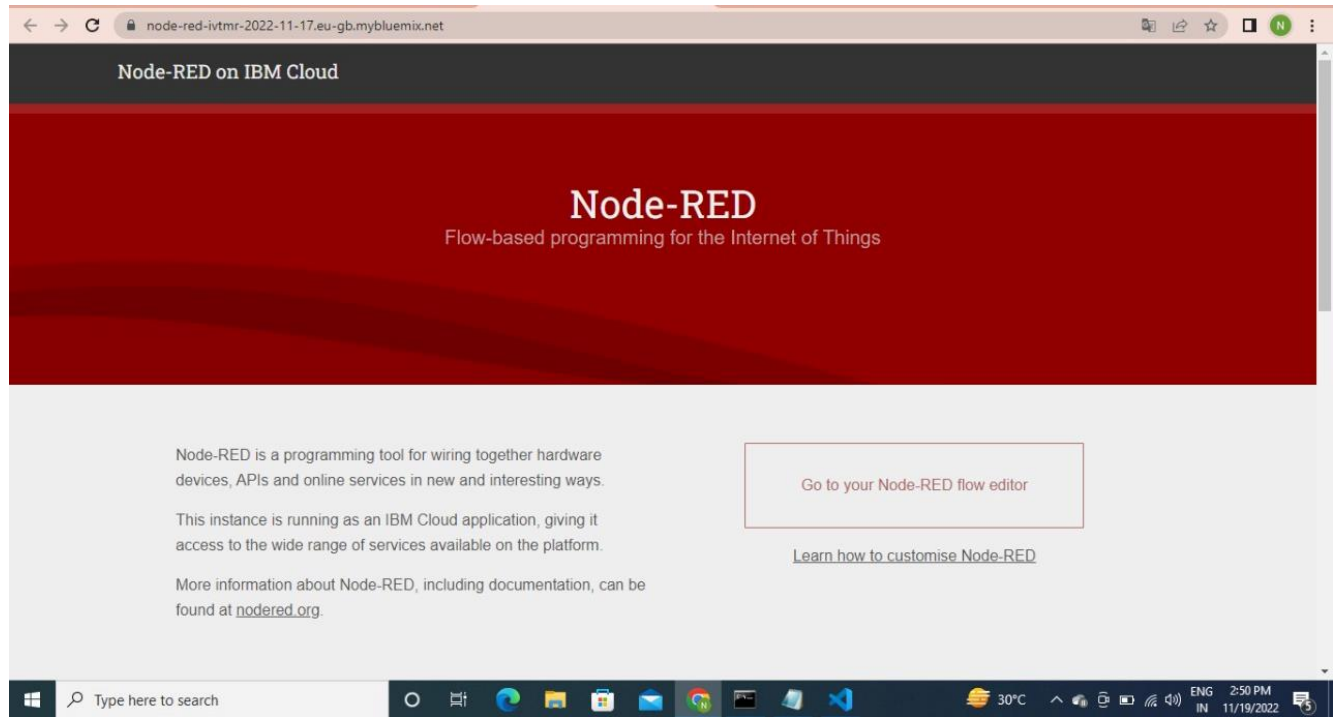 node-red-ivtmr-2022-11-17.eu-gb.mybluemix.net
N
Node-RED on IBM Cloud
Node-RED
Flow-based programming for the Internet of Things
Node-RED is a programming tool for wiring together hardware
devices, APIs and online services in new and interesting ways.
This instance is running as an IBM Cloud application, giving it
access to the wide range of services available on the platform.
More information about Node-RED, including documentation, can be
found at nodered.org.
Go to your Node-RED flow editor
Learn how to customise Node-RED
Type here to search
30°C
ENG
IN
2:50 PM
11/19/2022
5